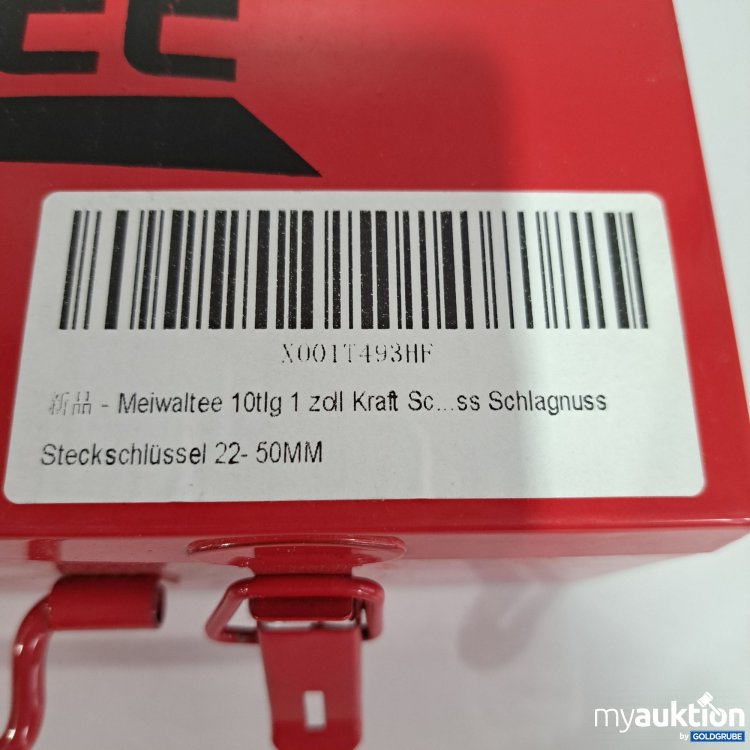 X001T493HF
新品 - Meiwaltee 10tlg 1 zoll Kraft Sc...ss Schlagnuss
Steckschlüssel 22- 50MM
myauktion
by GOLDGRUBE